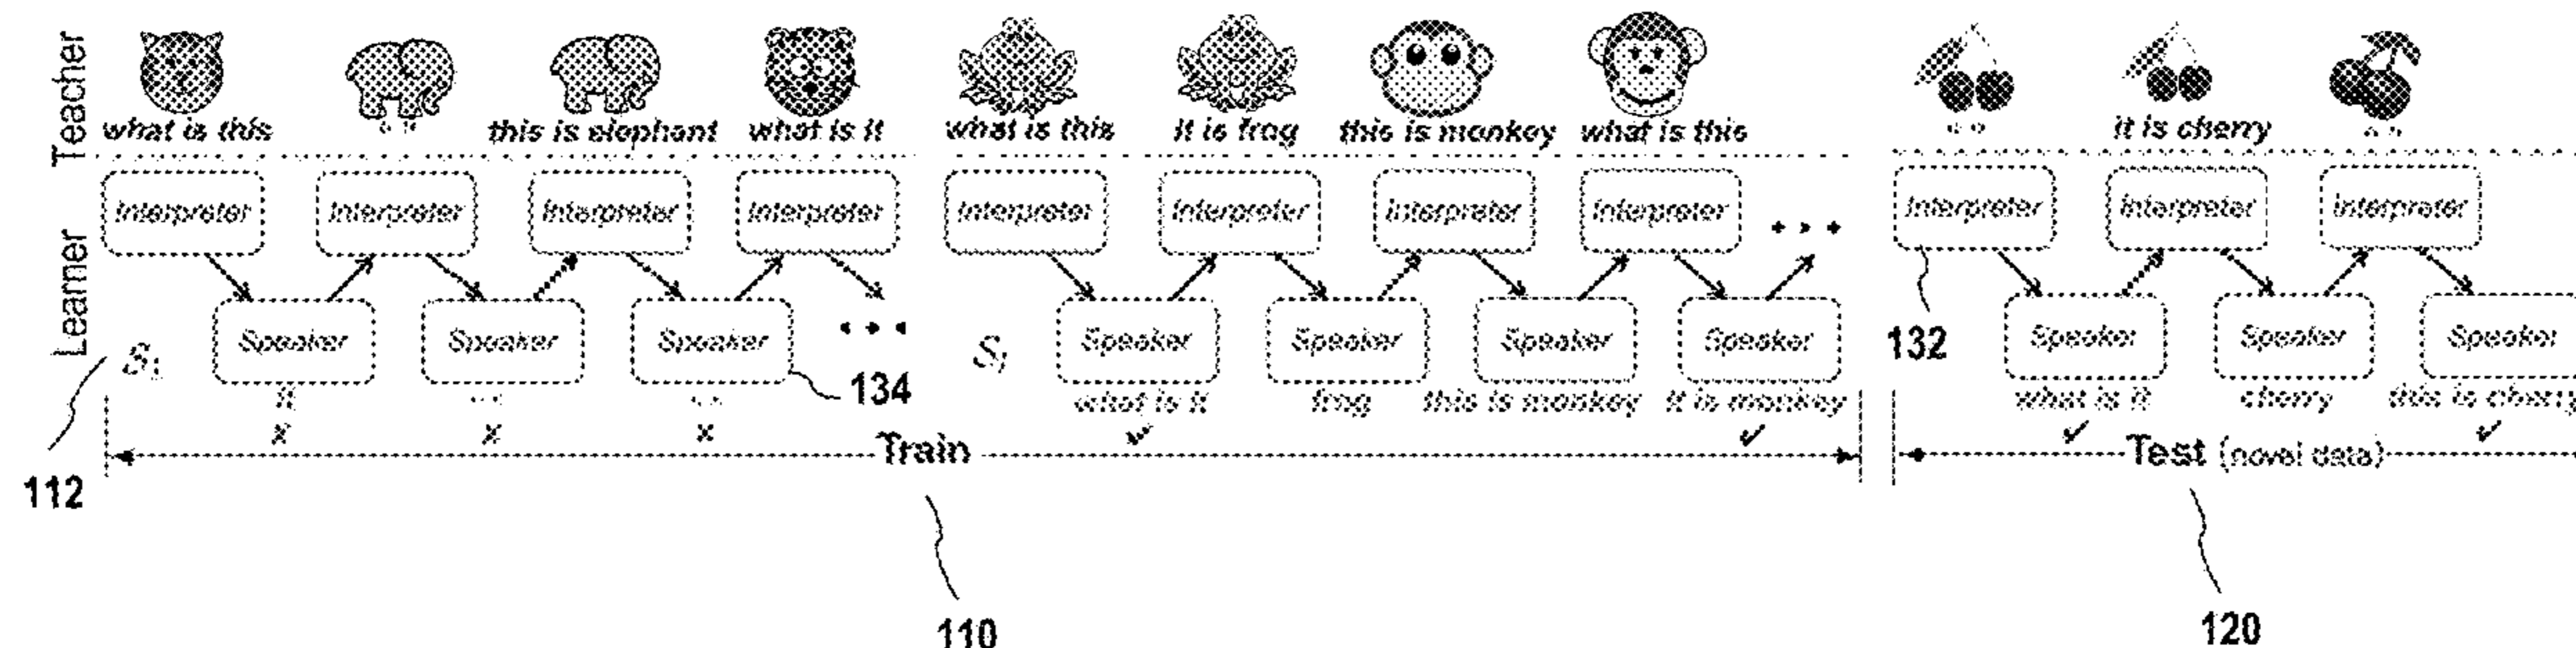 Teacher
what is this
" "
this is elephant
what is it
what is this
it is frog
this is monkey
what is this
" "
it is cherry
" "
Learner
Interpreter
Interpreter
Interpreter
Interpreter
Interpreter
Interpreter
Interpreter
Interpreter
...
Interpreter
Interpreter
Interpreter
S1
Speaker
Speaker
Speaker
...
134
Sl
Speaker
Speaker
Speaker
Speaker
132
Speaker
Speaker
Speaker
it
what is it
frog
this is monkey
it is monkey
what is it
cherry
this is cherry
x
x
x
✓
✓
✓
✓
Train
Test (novel data)
112
110
120